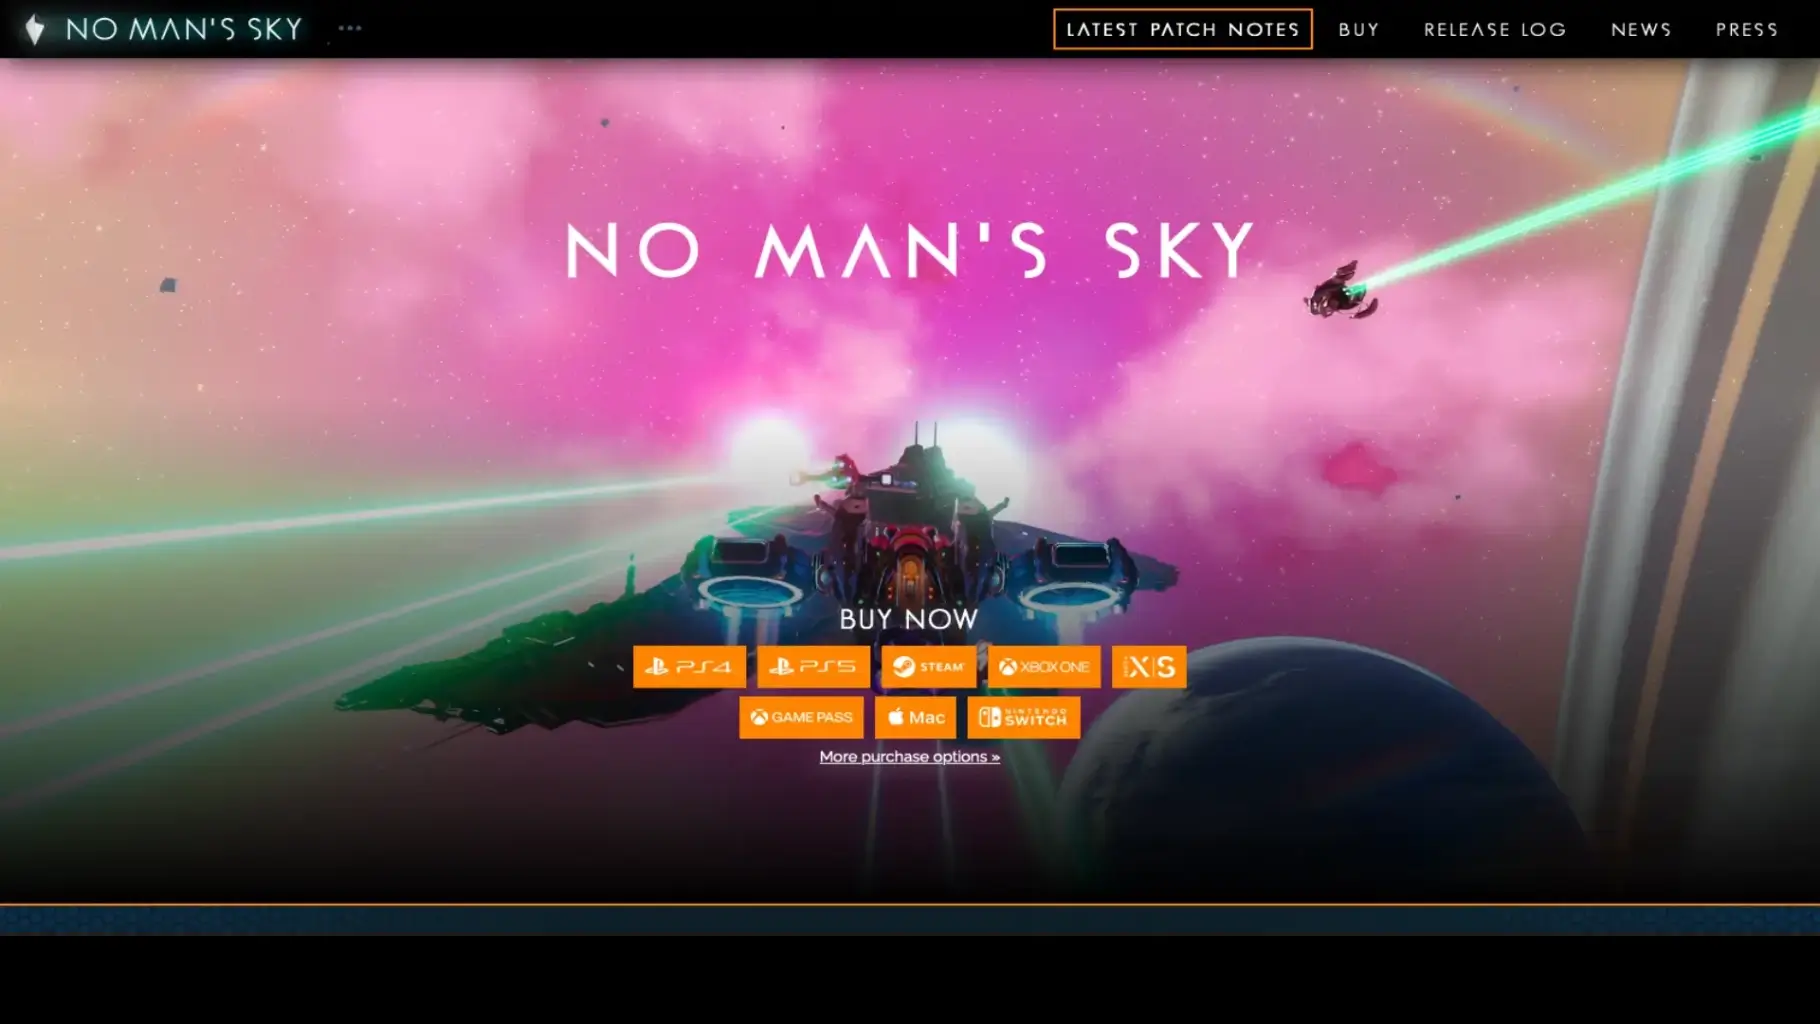 NO MAN'S SKY
LATEST PATCH NOTES BUY RELEASE LOG NEWS PRESS
NO MAN'S SKY
BUY NOW
PS4 PS5 STEAM XBOX ONE X|S
GAME PASS Mac NINTENDO SWITCH
More purchase options »